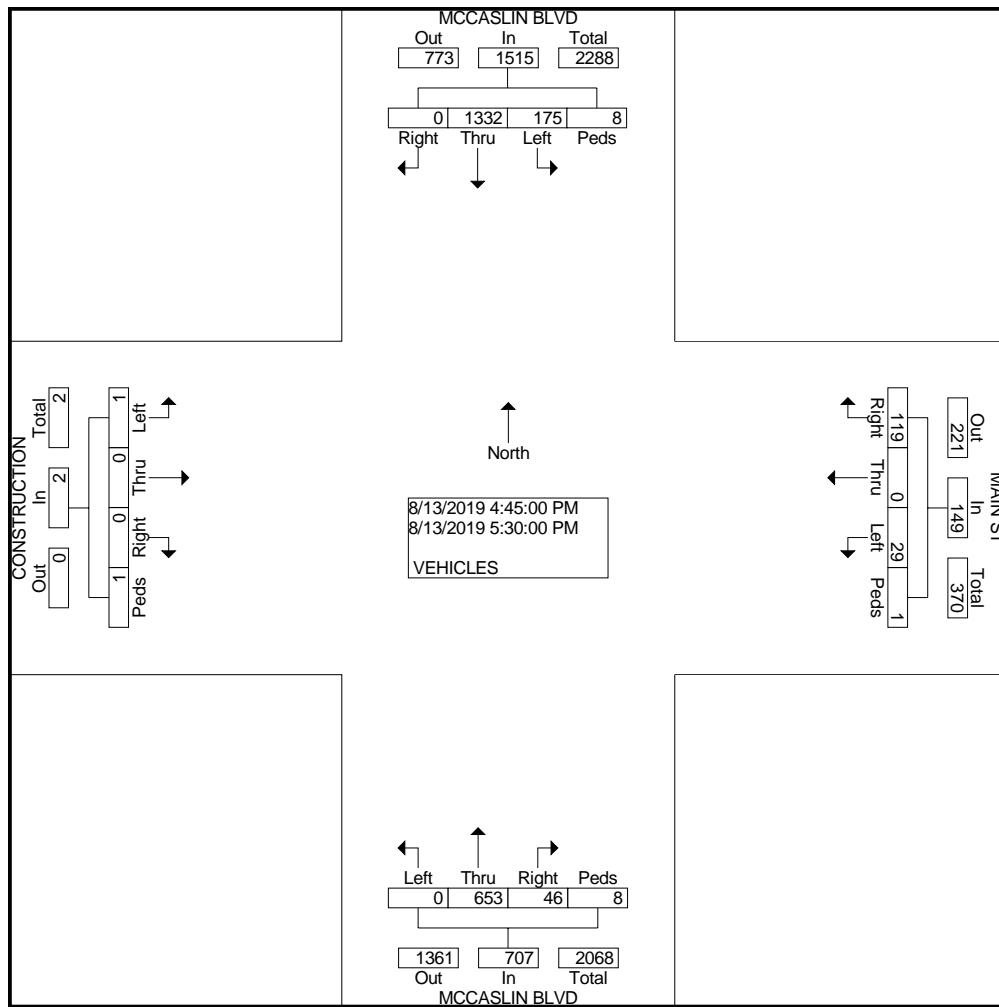 MCCASLIN BLVD
Out In Total
773 1515 2288
0 1332 175 8
Right Thru Left Peds
CONSTRUCTION
Total In Out
2 2 0
1 0 0 1
Left Thru Right Peds
North
8/13/2019 4:45:00 PM
8/13/2019 5:30:00 PM
VEHICLES
MAIN ST
Out In Total
221 149 370
119 0 29 1
Right Thru Left Peds
Left Thru Right Peds
0 653 46 8
1361 707 2068
Out In Total
MCCASLIN BLVD